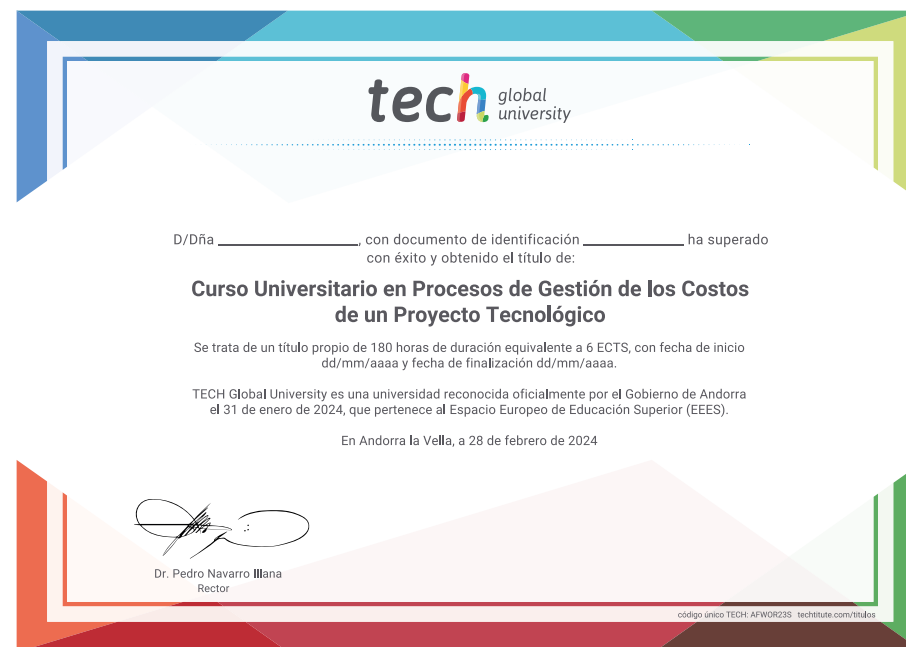 tech global university
D/Dña ____________________, con documento de identificación ______________ ha superado
con éxito y obtenido el título de:
Curso Universitario en Procesos de Gestión de los Costos
de un Proyecto Tecnológico
Se trata de un título propio de 180 horas de duración equivalente a 6 ECTS, con fecha de inicio
dd/mm/aaaa y fecha de finalización dd/mm/aaaa.
TECH Global University es una universidad reconocida oficialmente por el Gobierno de Andorra
el 31 de enero de 2024, que pertenece al Espacio Europeo de Educación Superior (EEES).
En Andorra la Vella, a 28 de febrero de 2024
Dr. Pedro Navarro Illana
Rector
código único TECH: AFWOR23S techtitute.com/titulos